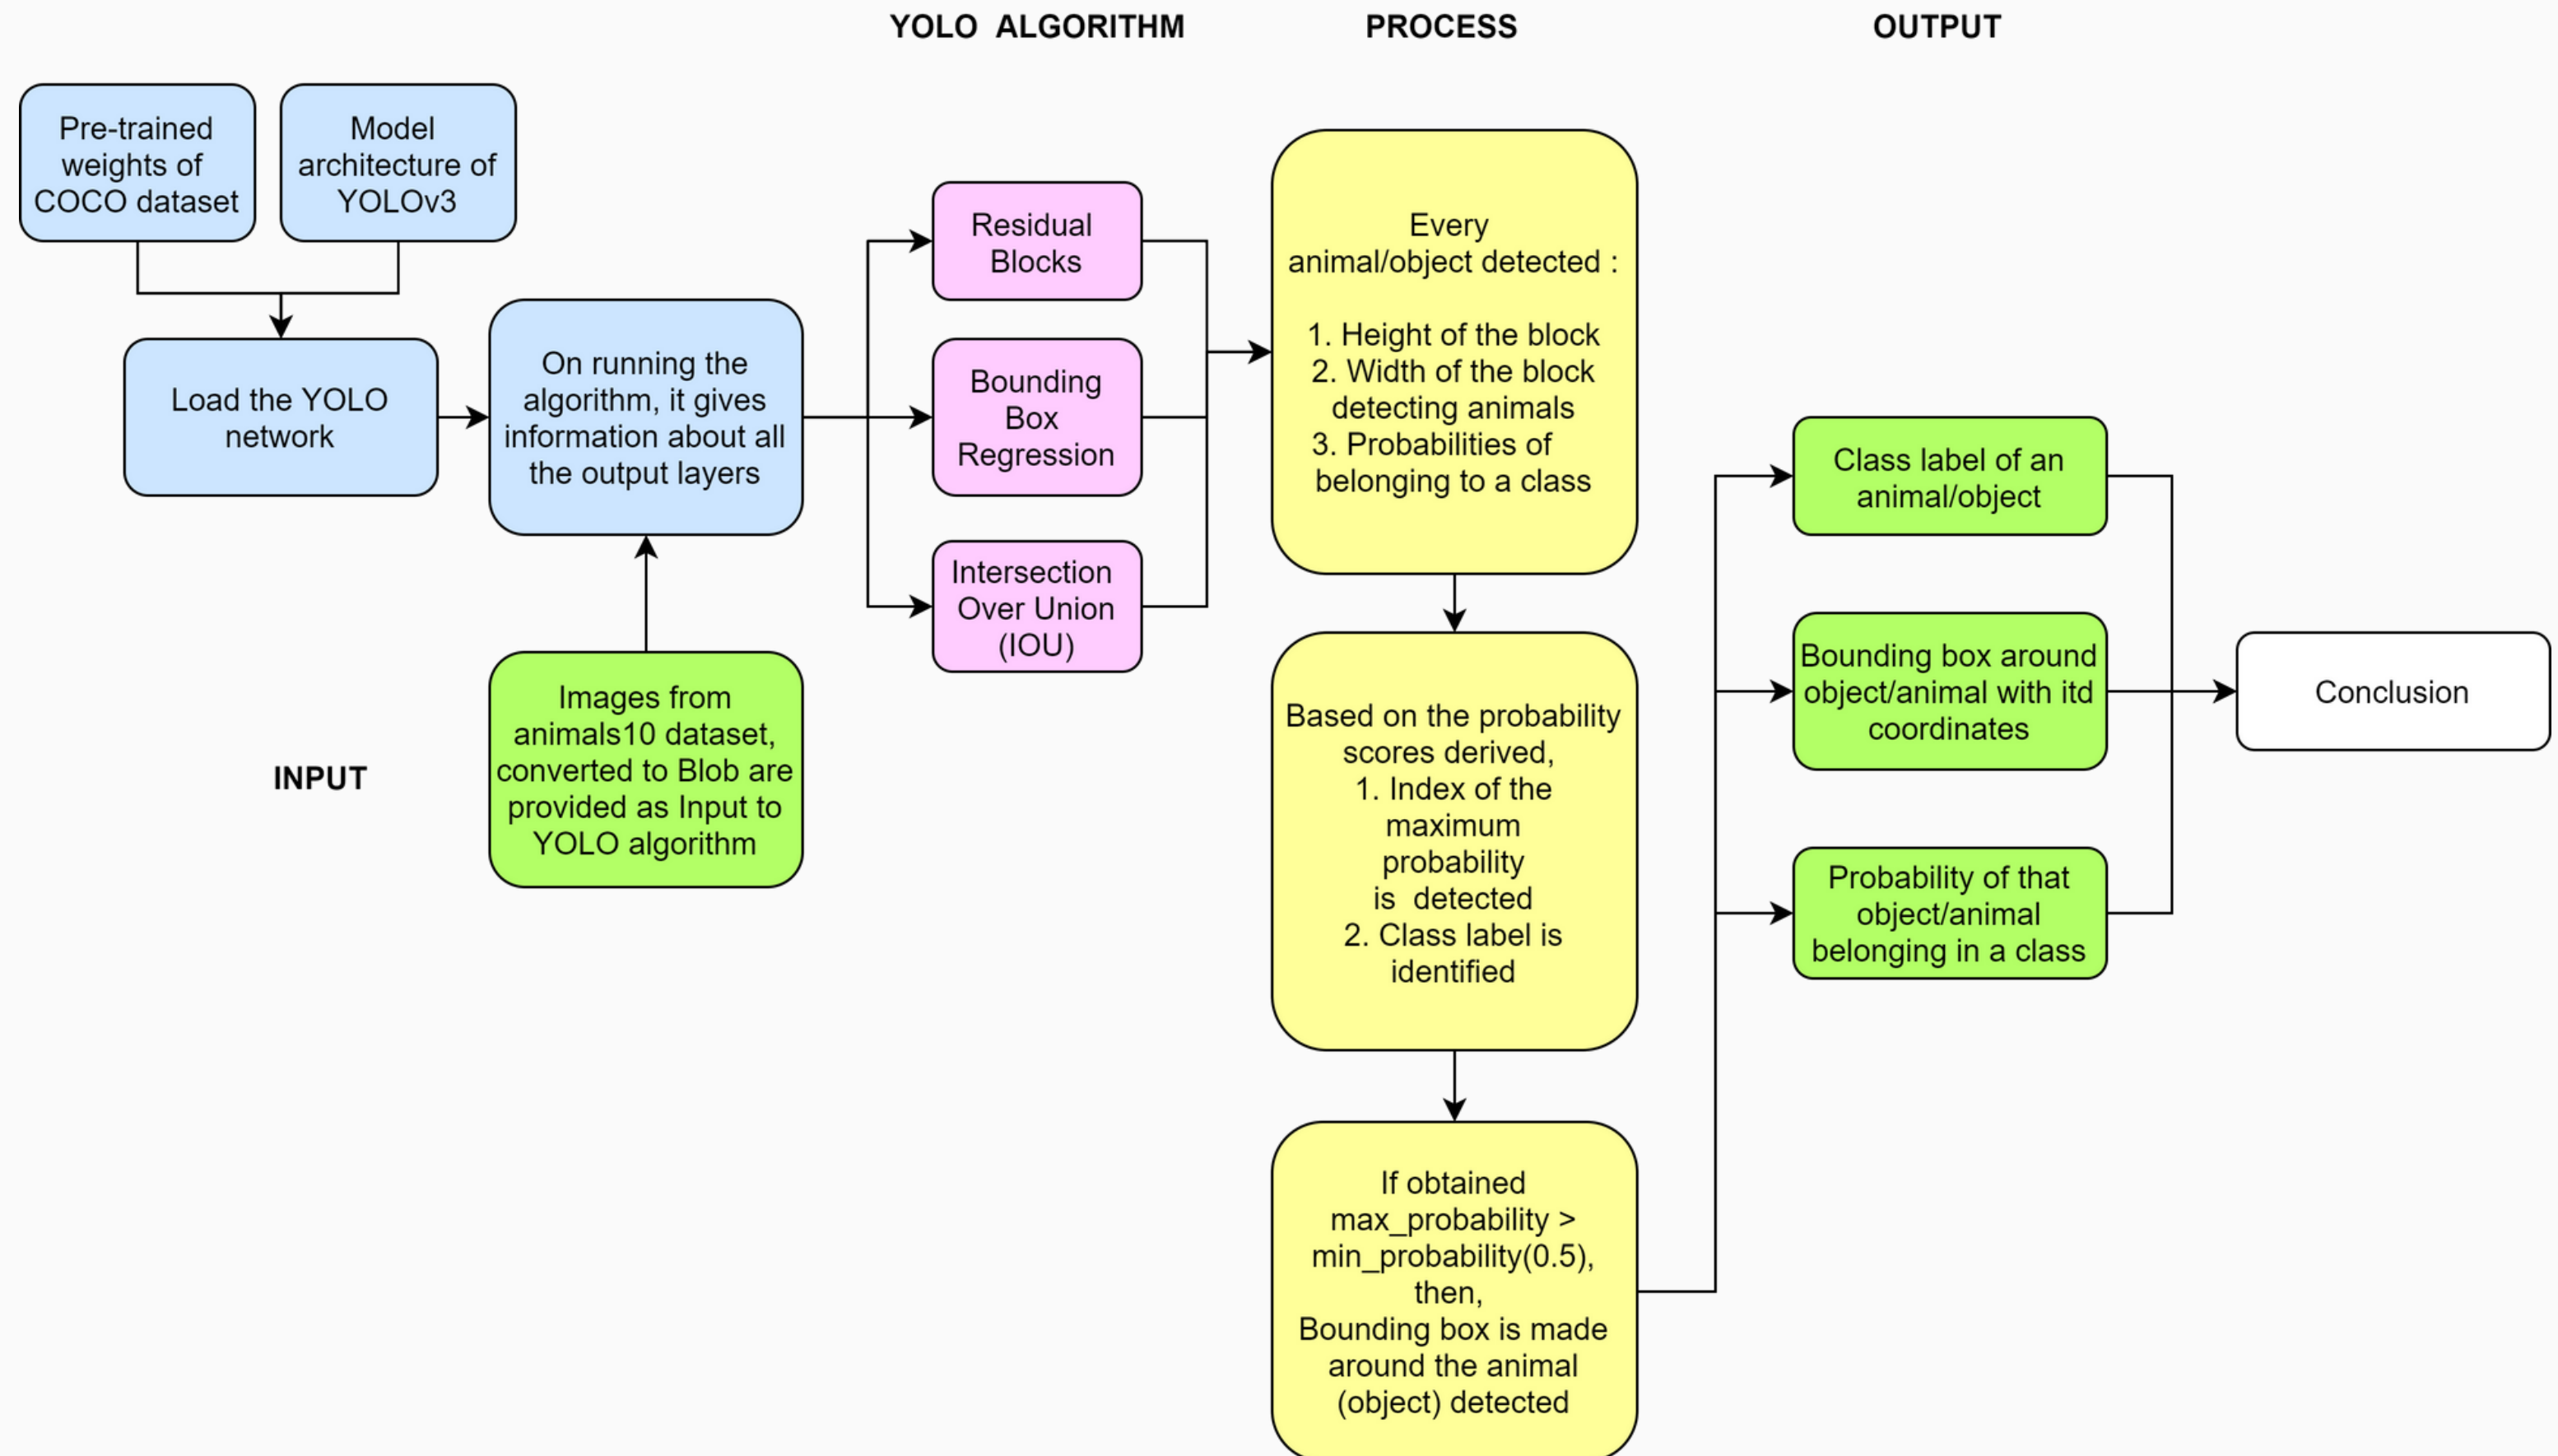 YOLO ALGORITHM
PROCESS
OUTPUT
Pre-trained
weights of
COCO dataset
Model
architecture of
YOLOv3
Load the YOLO
network
On running the
algorithm, it gives
information about all
the output layers
INPUT
Images from
animals10 dataset,
converted to Blob are
provided as Input to
YOLO algorithm
Residual
Blocks
Bounding
Box
Regression
Intersection
Over Union
(IOU)
Every
animal/object detected :
1. Height of the block
2. Width of the block
detecting animals
3. Probabilities of
belonging to a class
Based on the probability
scores derived,
1. Index of the
maximum
probability
is detected
2. Class label is
identified
If obtained
max_probability >
min_probability(0.5),
then,
Bounding box is made
around the animal
(object) detected
Class label of an
animal/object
Bounding box around
object/animal with itd
coordinates
Probability of that
object/animal
belonging in a class
Conclusion